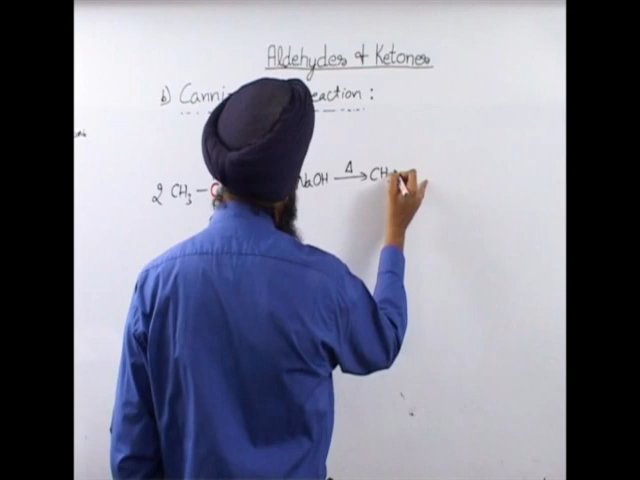 Aldehydes & Ketones
b) Canni eaction :
2 CH3 — C NaOH Δ → CH3